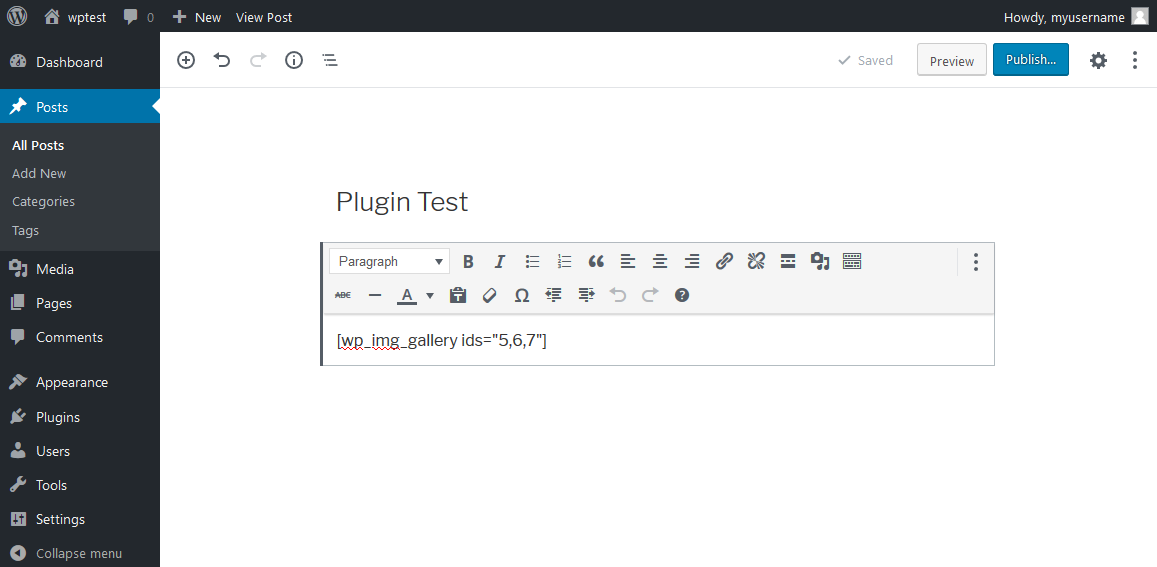 wptest 0 New View Post Howdy, myusername
Dashboard
Posts
All Posts
Add New
Categories
Tags
Media
Pages
Comments
Appearance
Plugins
Users
Tools
Settings
Collapse menu
Saved Preview Publish...
Plugin Test
Paragraph B I
ABC A T Ω ?
[wp_img_gallery ids="5,6,7"]